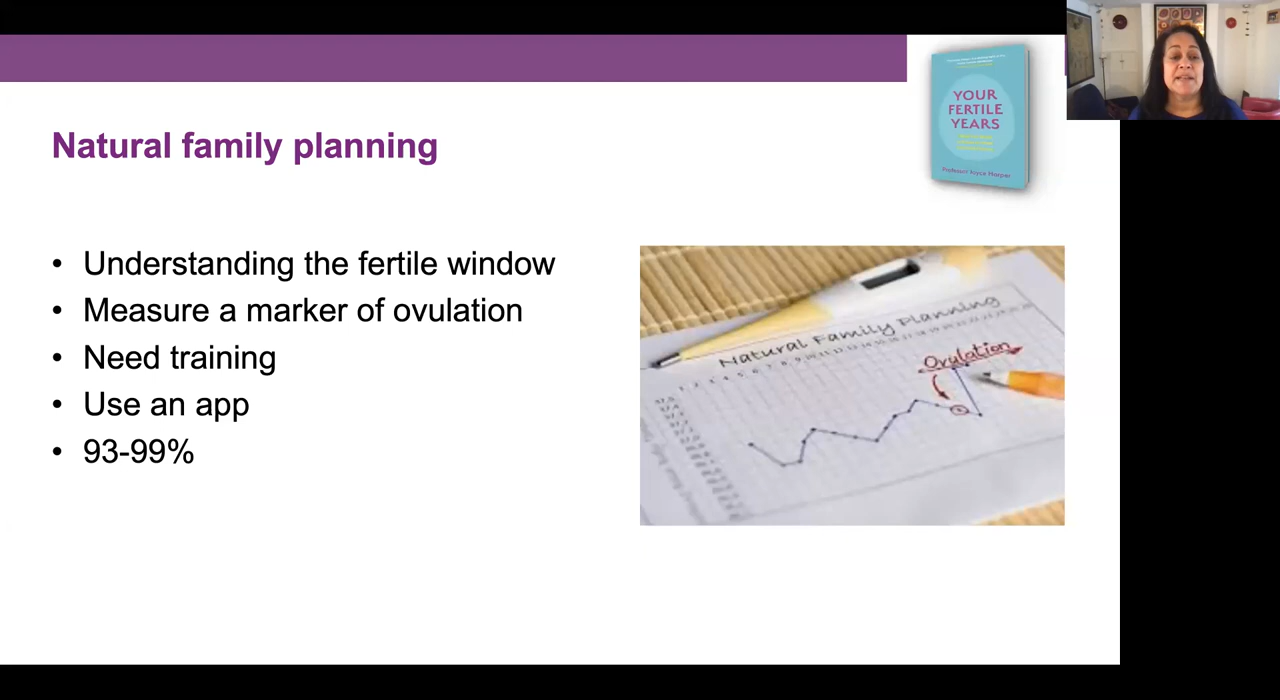 YOUR
FERTILE
YEARS
Professor Joyce Harper
Natural family planning
• Understanding the fertile window
• Measure a marker of ovulation
• Need training
• Use an app
• 93-99%
Natural Family Planning
Ovulation